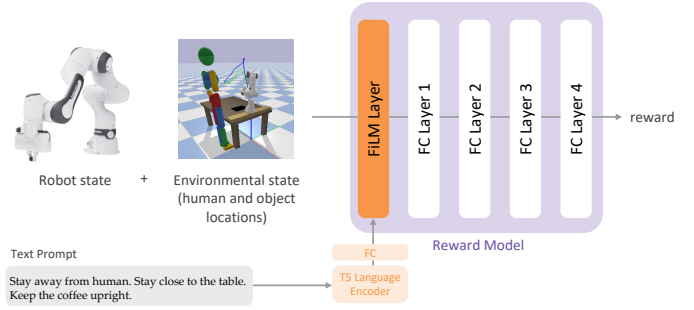 FiLM Layer
FC Layer 1
FC Layer 2
FC Layer 3
FC Layer 4
reward
Robot state
+
Environmental state
(human and object
locations)
Reward Model
Text Prompt
FC
Stay away from human. Stay close to the table.
Keep the coffee upright.
T5 Language
Encoder